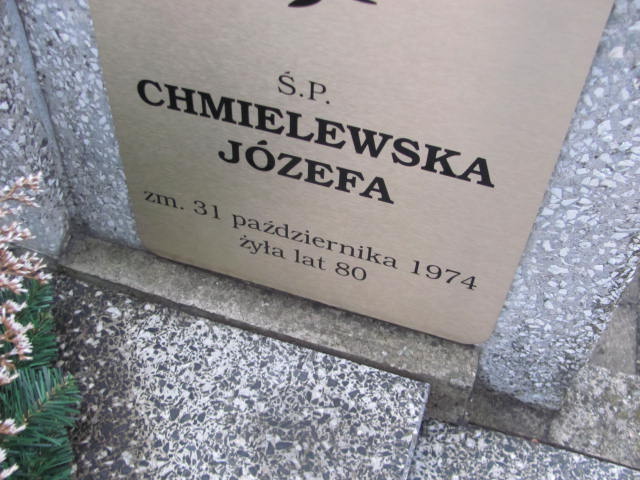 Ś.P.
CHMIELEWSKA
JÓZEFA
zm. 31 października 1974
żyła lat 80